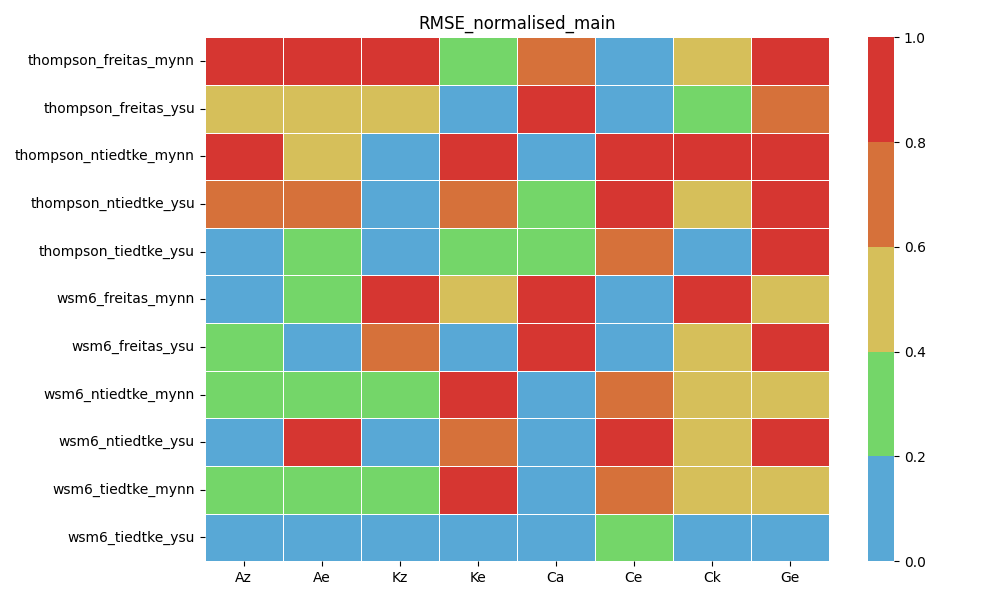 RMSE_normalised_main
thompson_freitas_mynn
thompson_freitas_ysu
thompson_ntiedtke_mynn
thompson_ntiedtke_ysu
thompson_tiedtke_ysu
wsm6_freitas_mynn
wsm6_freitas_ysu
wsm6_ntiedtke_mynn
wsm6_ntiedtke_ysu
wsm6_tiedtke_mynn
wsm6_tiedtke_ysu
Az Ae Kz Ke Ca Ce Ck Ge
1.0
0.8
0.6
0.4
0.2
0.0